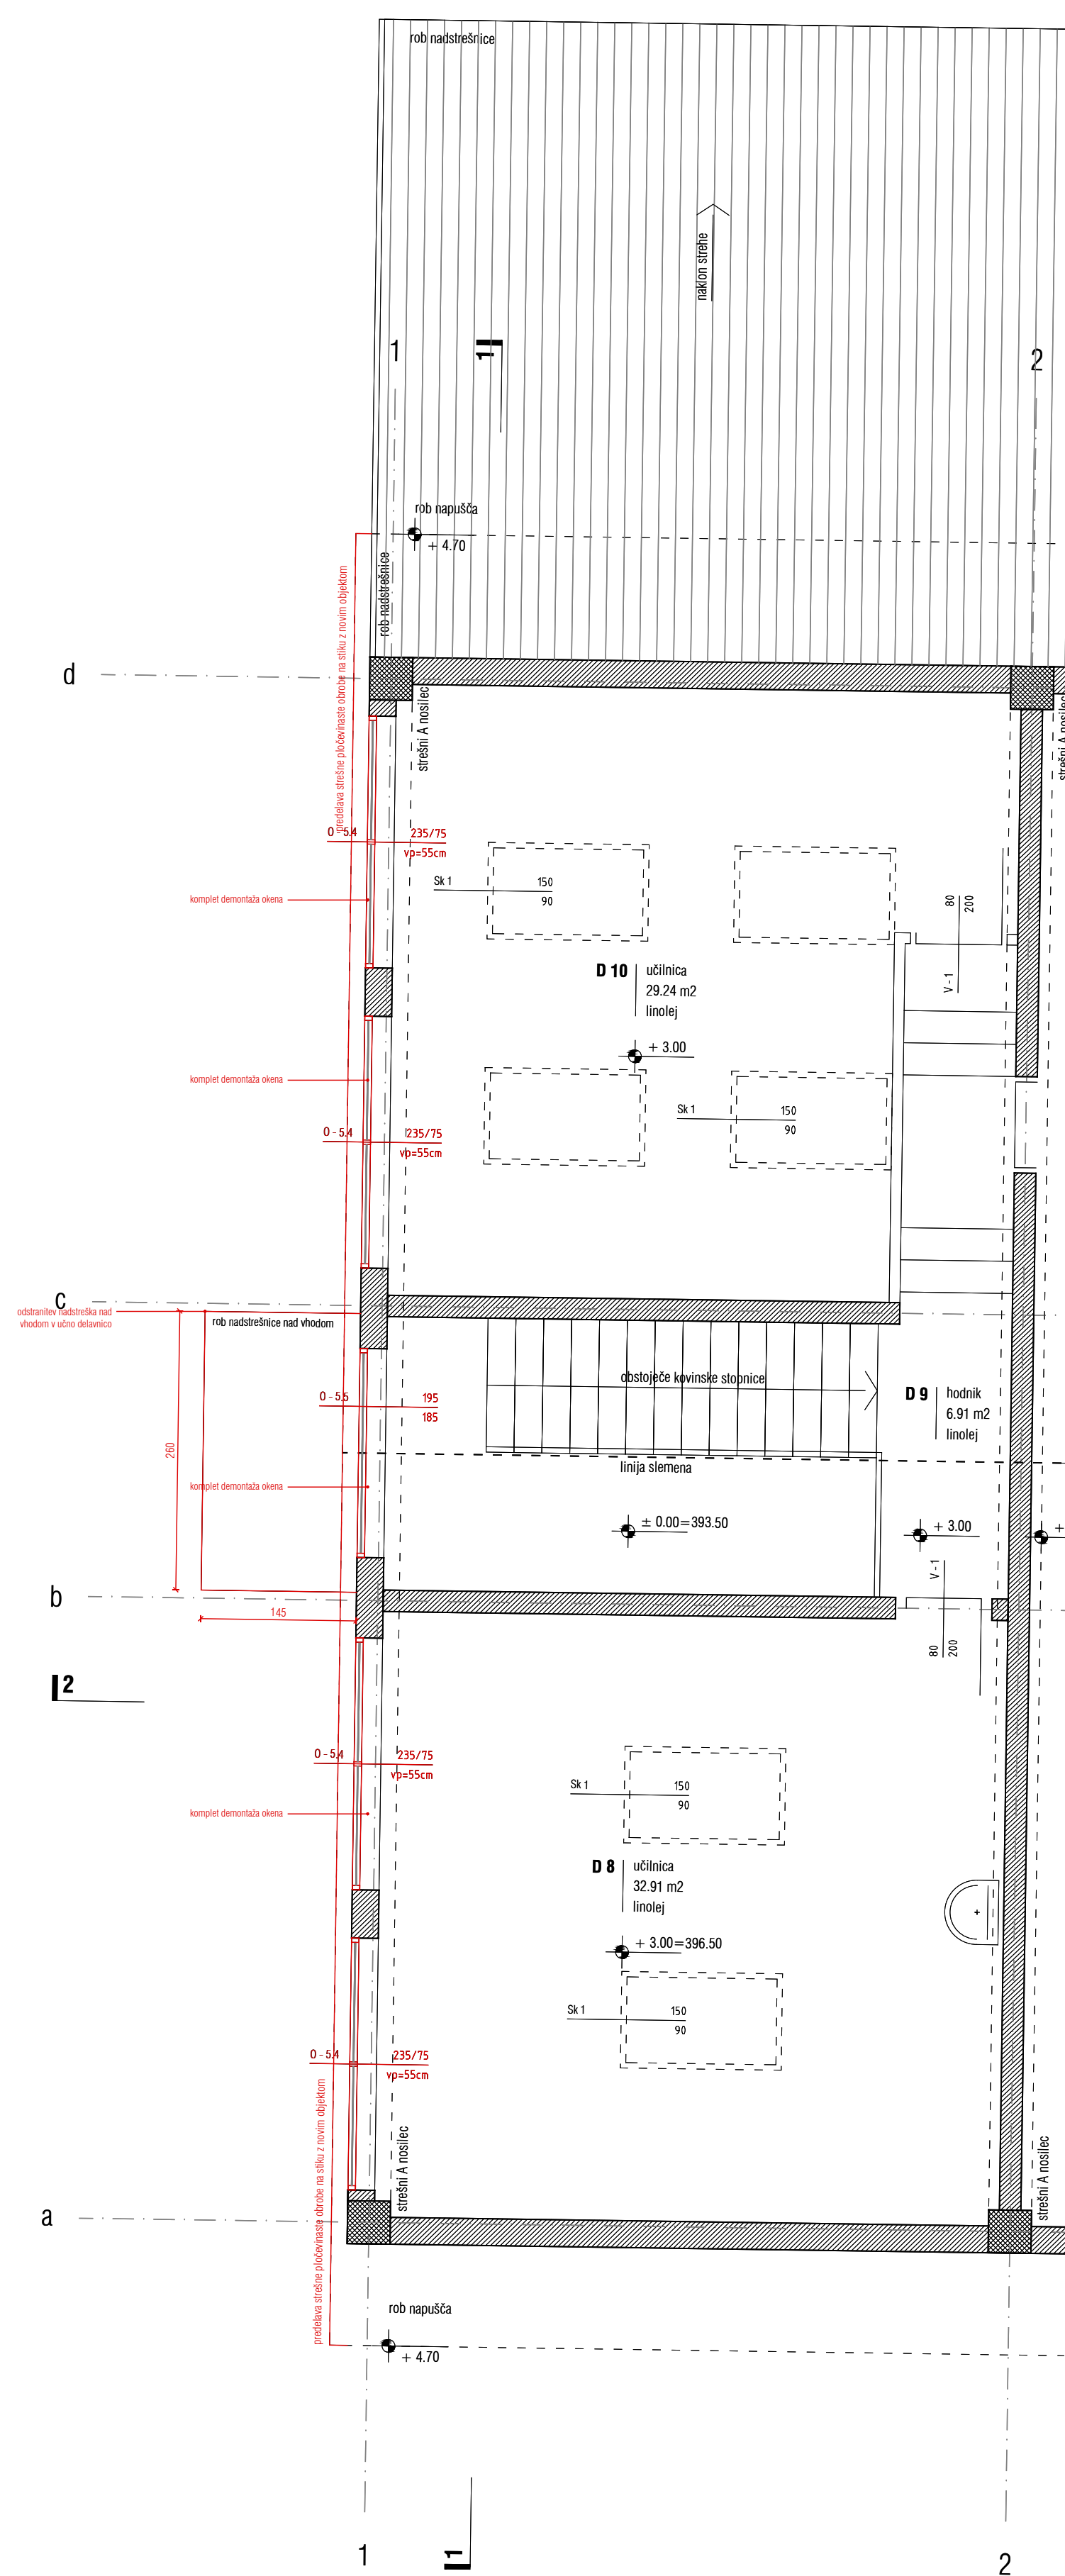 rob nadstrešnice
naklon strehe
1
1
2
rob napušča
+ 4.70
rob nadstrešnice
predelava strešne pločevinaste obrobe na stiku z novim objektom
d
strešni A nosilec
strešni A nosilec
O - 5.4
235/75
vp=55cm
komplet demontaža okena
Sk 1
150
90
80
200
V - 1
D 10
učilnica
29.24 m2
linolej
+ 3.00
komplet demontaža okena
Sk 1
150
90
O - 5.4
235/75
vp=55cm
c
odstranitev nadstreška nad
vhodom v učno delavnico
rob nadstrešnice nad vhodom
obstoječe kovinske stopnice
O - 5.5
195
185
D 9
hodnik
6.91 m2
linolej
260
linija slemena
komplet demontaža okena
± 0.00=393.50
+ 3.00
+
V - 1
80
200
b
145
2
O - 5.4
235/75
vp=55cm
komplet demontaža okena
Sk 1
150
90
D 8
učilnica
32.91 m2
linolej
+ 3.00=396.50
Sk 1
150
90
O - 5.4
235/75
vp=55cm
predelava strešne pločevinaste obrobe na stiku z novim objektom
strešni A nosilec
strešni A nosilec
a
rob napušča
+ 4.70
1
1
2